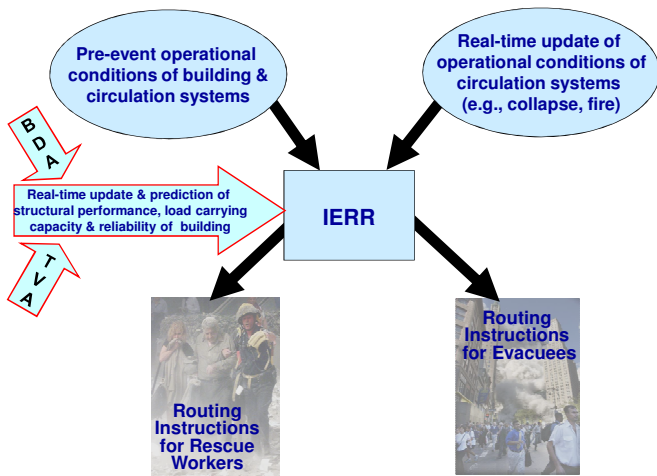 Pre-event operational
conditions of building &
circulation systems
Real-time update of
operational conditions of
circulation systems
(e.g., collapse, fire)
BDA
Real-time update & prediction of
structural performance, load carrying
capacity & reliability of building
TVA
IERR
Routing
Instructions
for Rescue
Workers
Routing
Instructions
for Evacuees